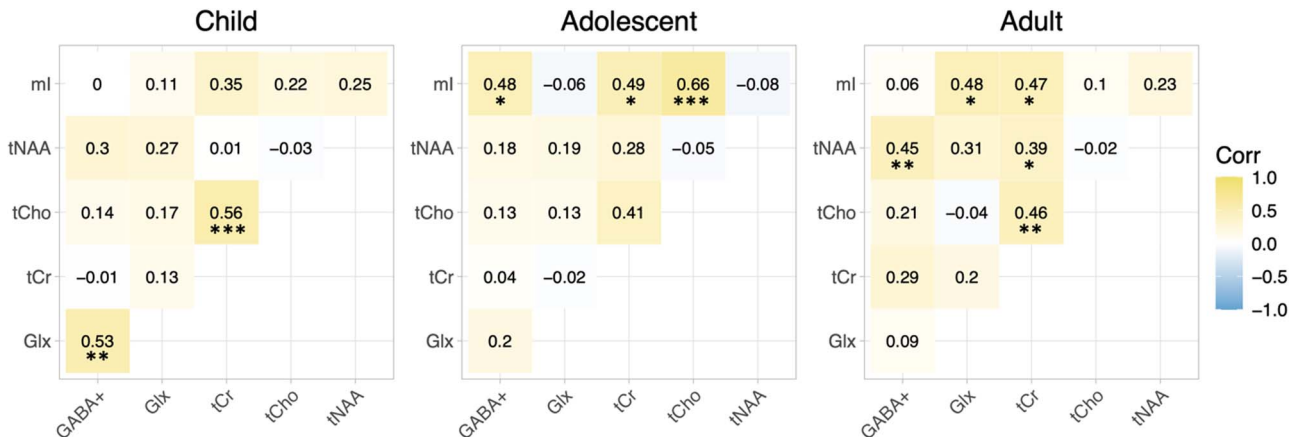 Child
mI 0 0.11 0.35 0.22 0.25
tNAA 0.3 0.27 0.01 −0.03
tCho 0.14 0.17 0.56
***
tCr −0.01 0.13
Glx 0.53
**
GABA+ Glx tCr tCho tNAA
Adolescent
mI 0.48 −0.06 0.49 0.66 −0.08
* * ***
tNAA 0.18 0.19 0.28 −0.05
tCho 0.13 0.13 0.41
tCr 0.04 −0.02
Glx 0.2
GABA+ Glx tCr tCho tNAA
Adult
mI 0.06 0.48 0.47 0.1 0.23
* *
tNAA 0.45 0.31 0.39 −0.02
** *
tCho 0.21 −0.04 0.46
**
tCr 0.29 0.2
Glx 0.09
GABA+ Glx tCr tCho tNAA
Corr
1.0
0.5
0.0
−0.5
−1.0